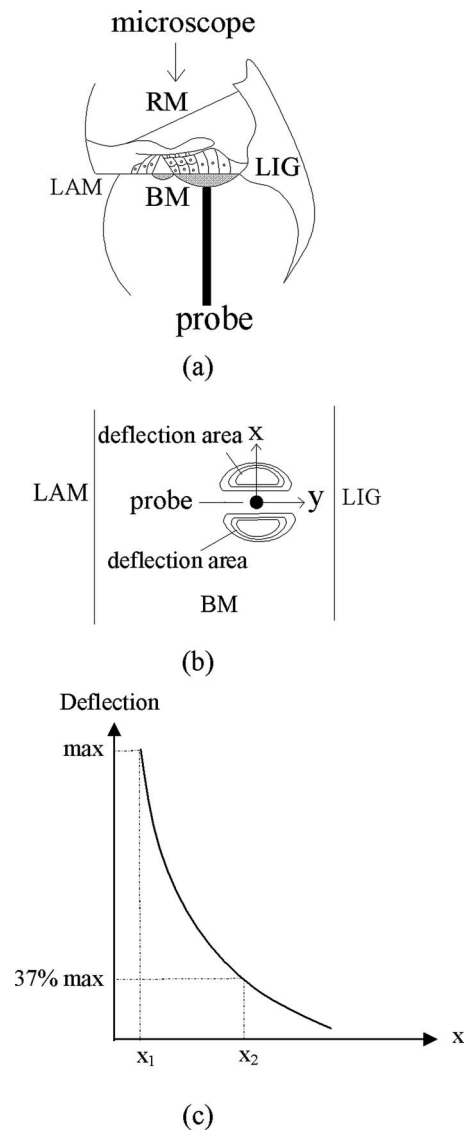 microscope
RM
LAM
BM
LIG
probe
(a)
deflection area
x
LAM
probe
y
LIG
deflection area
BM
(b)
Deflection
max
37% max
x
x₁
x₂
(c)